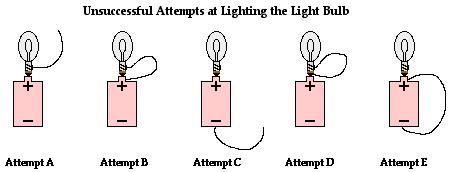 Unsuccessful Attempts at Lighting the Light Bulb
+ + + + +
− − − − −
Attempt A Attempt B Attempt C Attempt D Attempt E